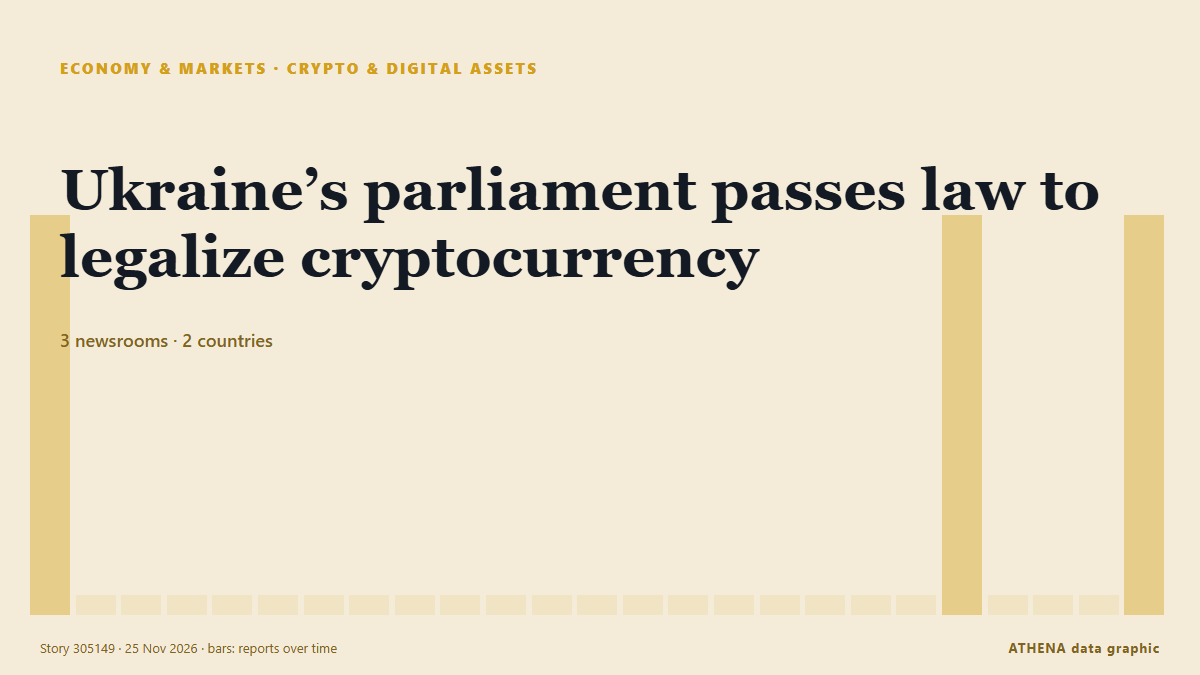 ECONOMY & MARKETS · CRYPTO & DIGITAL ASSETS
Ukraine’s parliament passes law to
legalize cryptocurrency
3 newsrooms · 2 countries
Story 305149 · 25 Nov 2026 · bars: reports over time
ATHENA data graphic